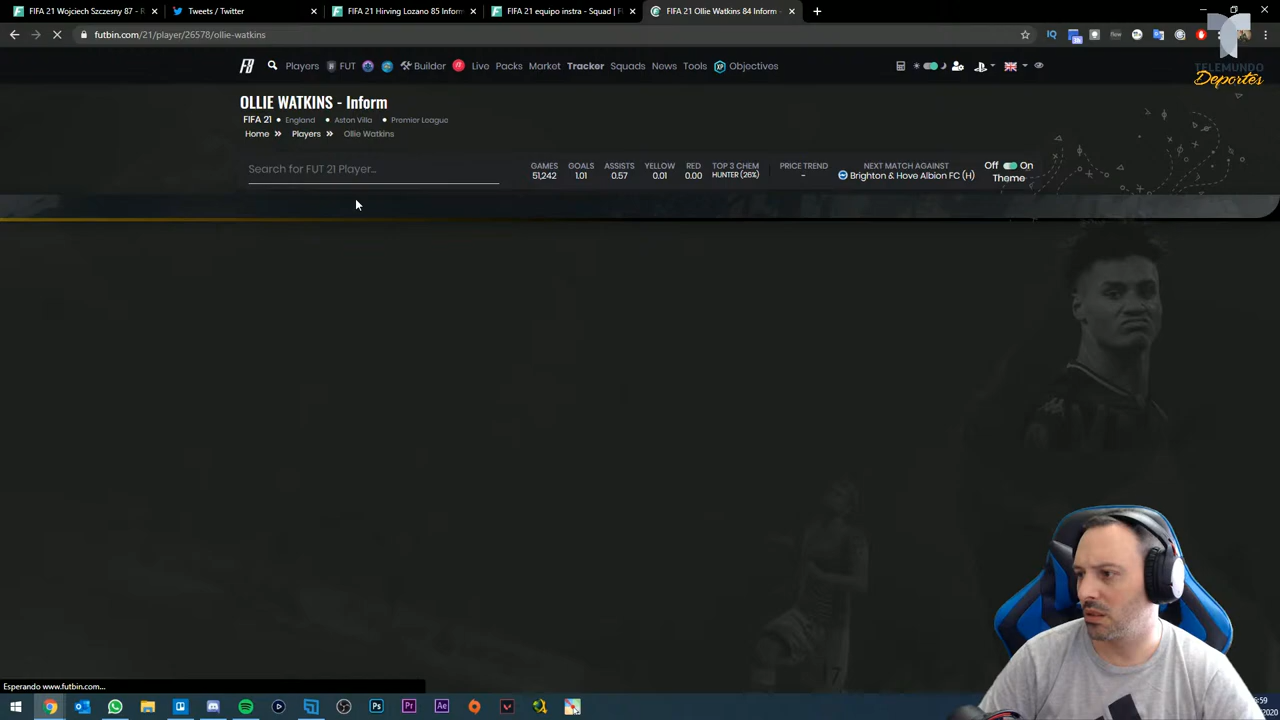 FIFA 21 Wojciech Szczesny 87 - R
Tweets / Twitter
FIFA 21 Hirving Lozano 85 Inform
FIFA 21 equipo instra - Squad | F
FIFA 21 Ollie Watkins 84 Inform
futbin.com/21/player/26578/ollie-watkins
TELEMUNDO
Deportes
Players FUT Builder Live Packs Market Tracker Squads News Tools Objectives
OLLIE WATKINS - Inform
FIFA 21 • England • Aston Villa • Premier League
Home » Players » Ollie Watkins
Search for FUT 21 Player...
GAMES GOALS ASSISTS YELLOW RED TOP 3 CHEM PRICE TREND NEXT MATCH AGAINST Off On
51,242 1.01 0.57 0.01 0.00 HUNTER (26%) - Brighton & Hove Albion FC (H) Theme
7
Esperando www.futbin.com...